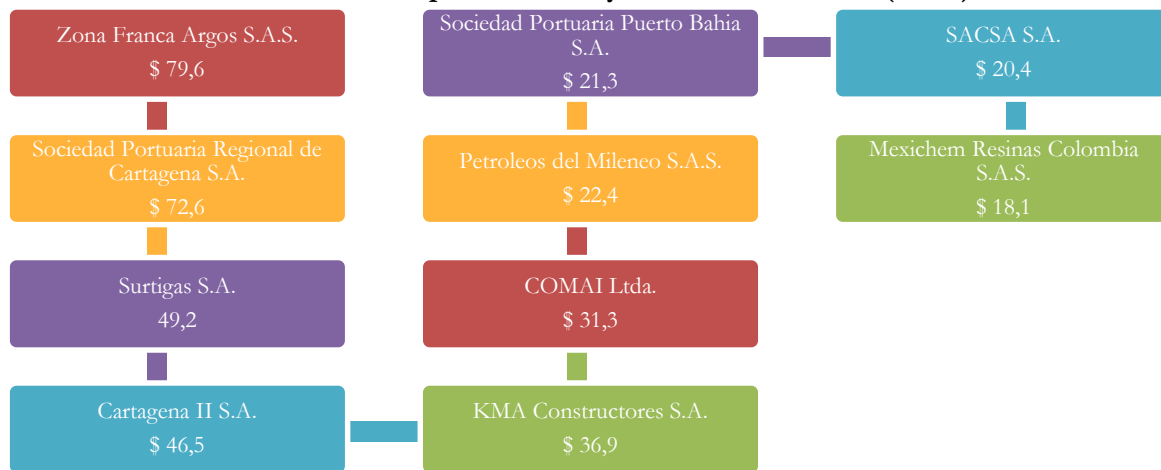 Zona Franca Argos S.A.S.
$ 79,6
Sociedad Portuaria Regional de
Cartagena S.A.
$ 72,6
Surtigas S.A.
49,2
Cartagena II S.A.
$ 46,5
KMA Constructores S.A.
$ 36,9
COMAI Ltda.
$ 31,3
Petroleos del Mileneo S.A.S.
$ 22,4
Sociedad Portuaria Puerto Bahia
S.A.
$ 21,3
SACSA S.A.
$ 20,4
Mexichem Resinas Colombia
S.A.S.
$ 18,1